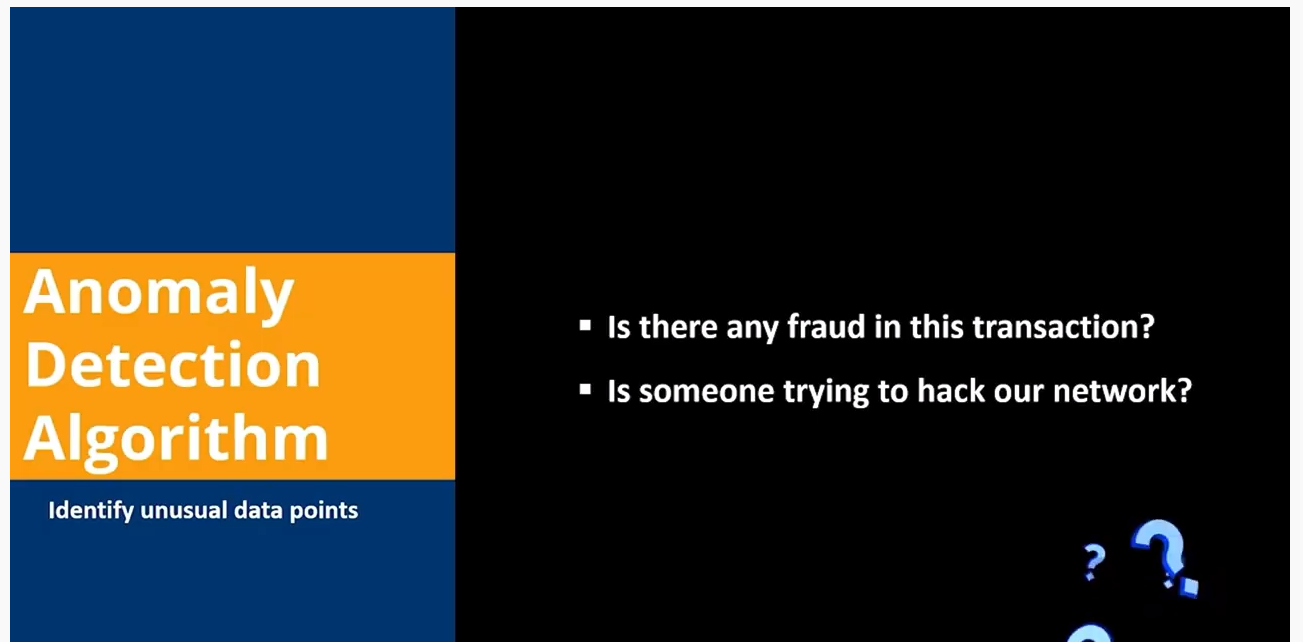 Anomaly
Detection
Algorithm
Identify unusual data points
▪ Is there any fraud in this transaction?
▪ Is someone trying to hack our network?
? ?
?